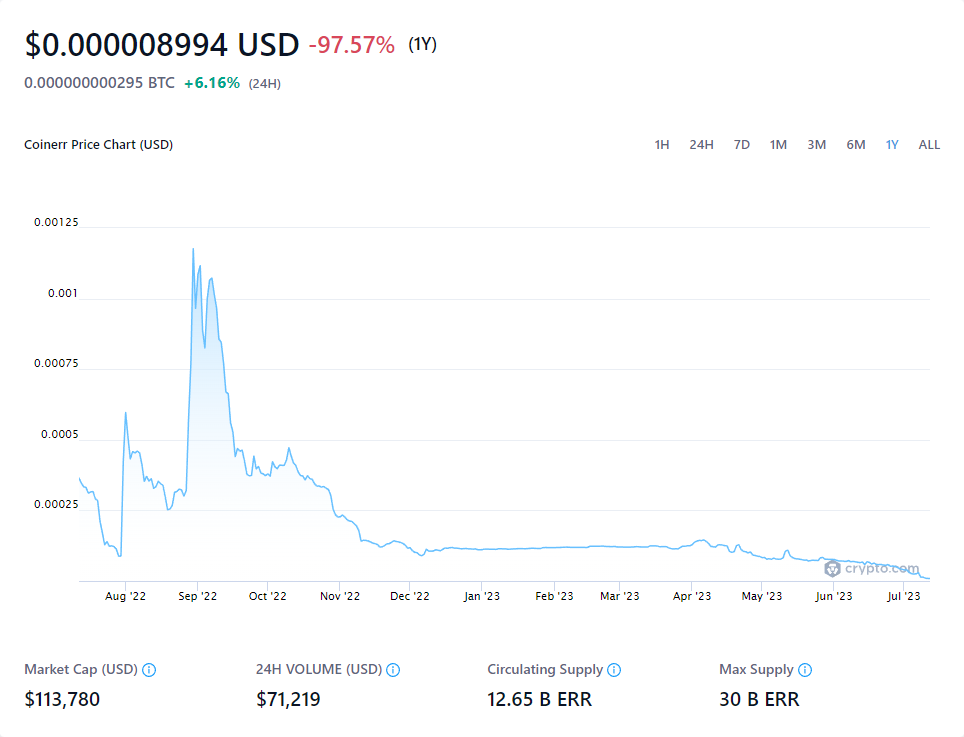 $0.000008994 USD -97.57% (1Y)
0.000000000295 BTC +6.16% (24H)
Coinerr Price Chart (USD) 1H 24H 7D 1M 3M 6M 1Y ALL
0.00125
0.001
0.00075
0.0005
0.00025
crypto.com
Aug '22 Sep '22 Oct '22 Nov '22 Dec '22 Jan '23 Feb '23 Mar '23 Apr '23 May '23 Jun '23 Jul '23
Market Cap (USD) 24H VOLUME (USD) Circulating Supply Max Supply
$113,780 $71,219 12.65 B ERR 30 B ERR